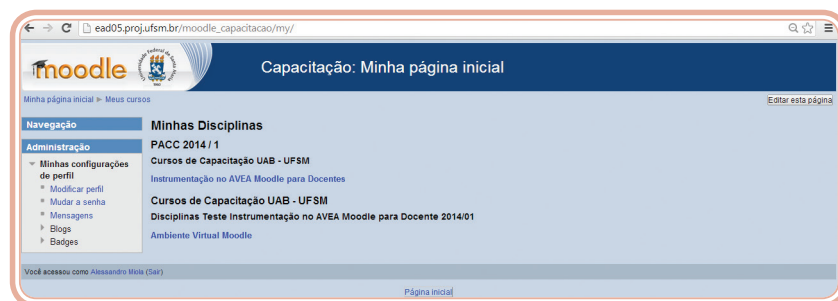 ead05.proj.ufsm.br/moodle_capacitacao/my/
moodle
Capacitação: Minha página inicial
Minha página inicial ► Meus cursos
Editar esta página
Navegação
Administração
Minhas configurações
de perfil
Modificar perfil
Mudar a senha
Mensagens
Blogs
Badges
Minhas Disciplinas
PACC 2014 / 1
Cursos de Capacitação UAB - UFSM
Instrumentação no AVEA Moodle para Docentes
Cursos de Capacitação UAB - UFSM
Disciplinas Teste Instrumentação no AVEA Moodle para Docente 2014/01
Ambiente Virtual Moodle
Você acessou como Alessandro Miola (Sair)
Página inicial